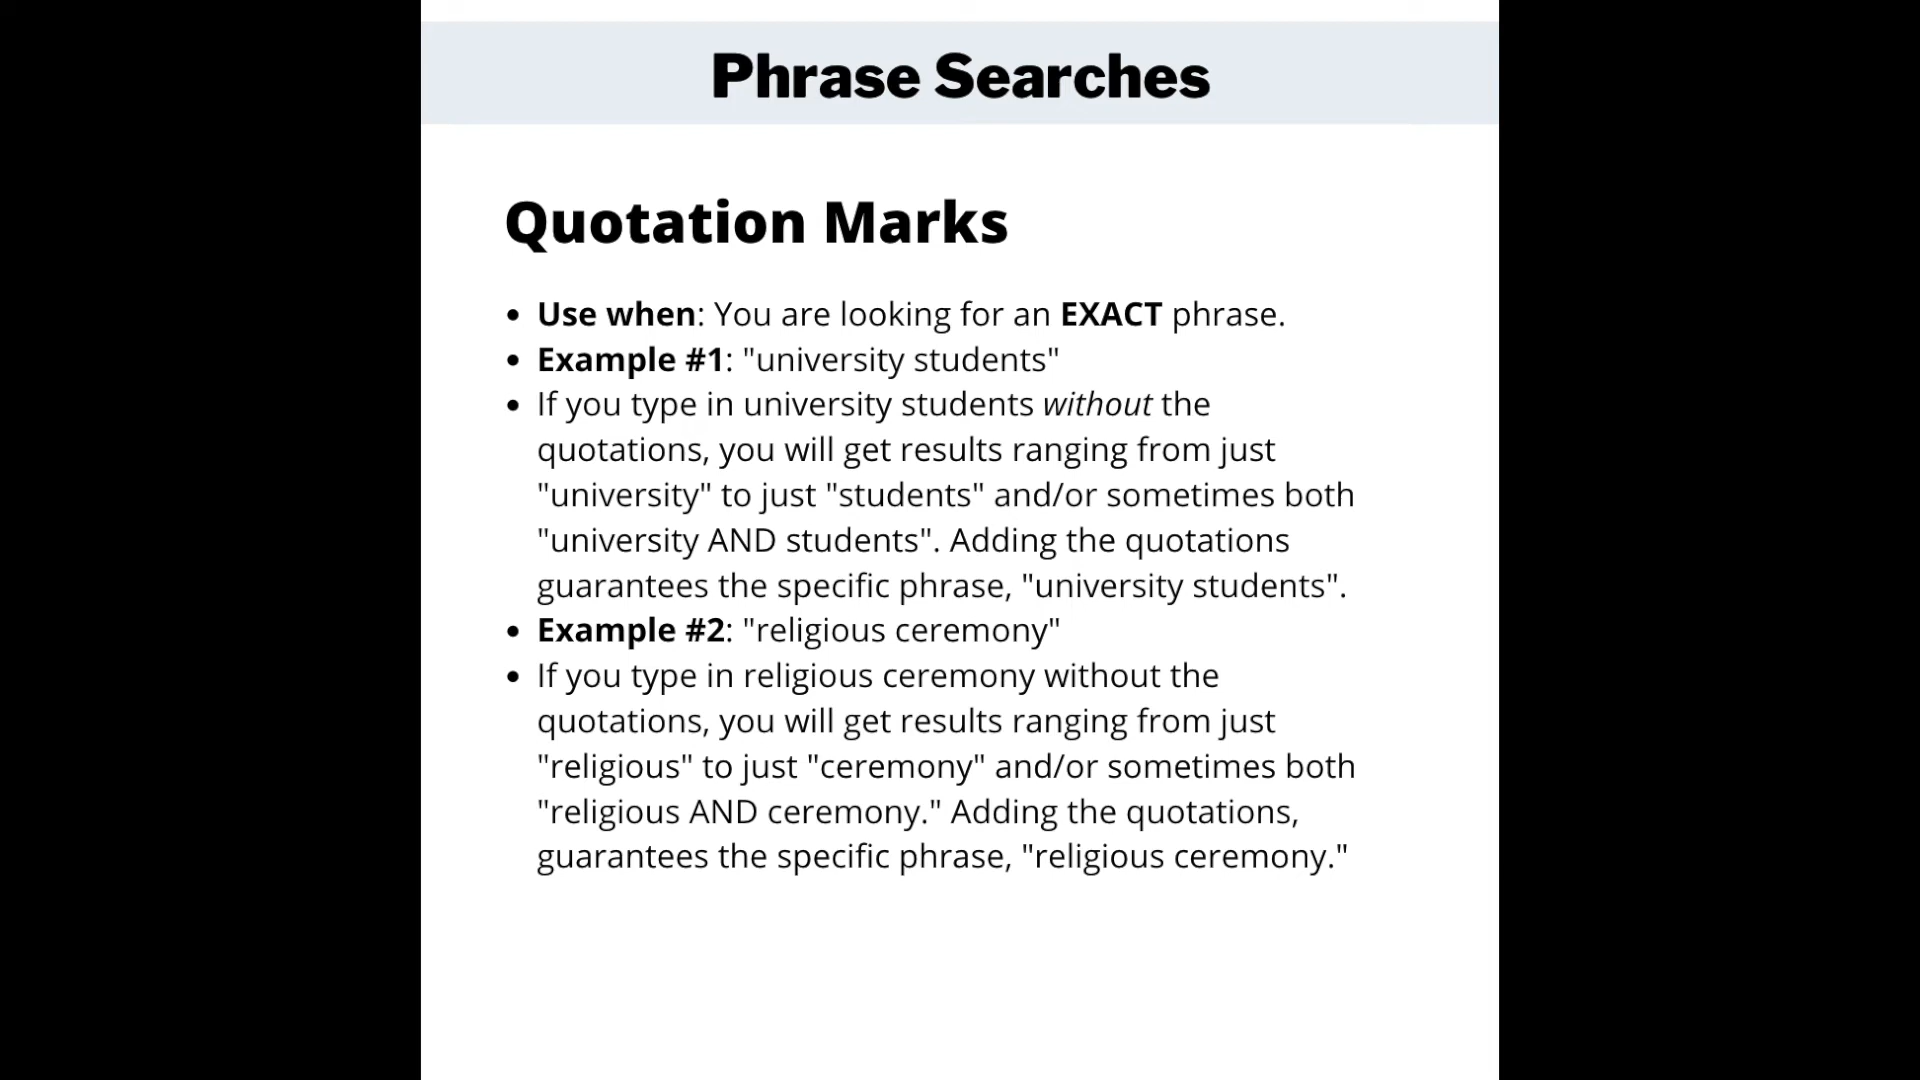 Phrase Searches
Quotation Marks
• Use when: You are looking for an EXACT phrase.
• Example #1: "university students"
• If you type in university students without the
quotations, you will get results ranging from just
"university" to just "students" and/or sometimes both
"university AND students". Adding the quotations
guarantees the specific phrase, "university students".
• Example #2: "religious ceremony"
• If you type in religious ceremony without the
quotations, you will get results ranging from just
"religious" to just "ceremony" and/or sometimes both
"religious AND ceremony." Adding the quotations,
guarantees the specific phrase, "religious ceremony."